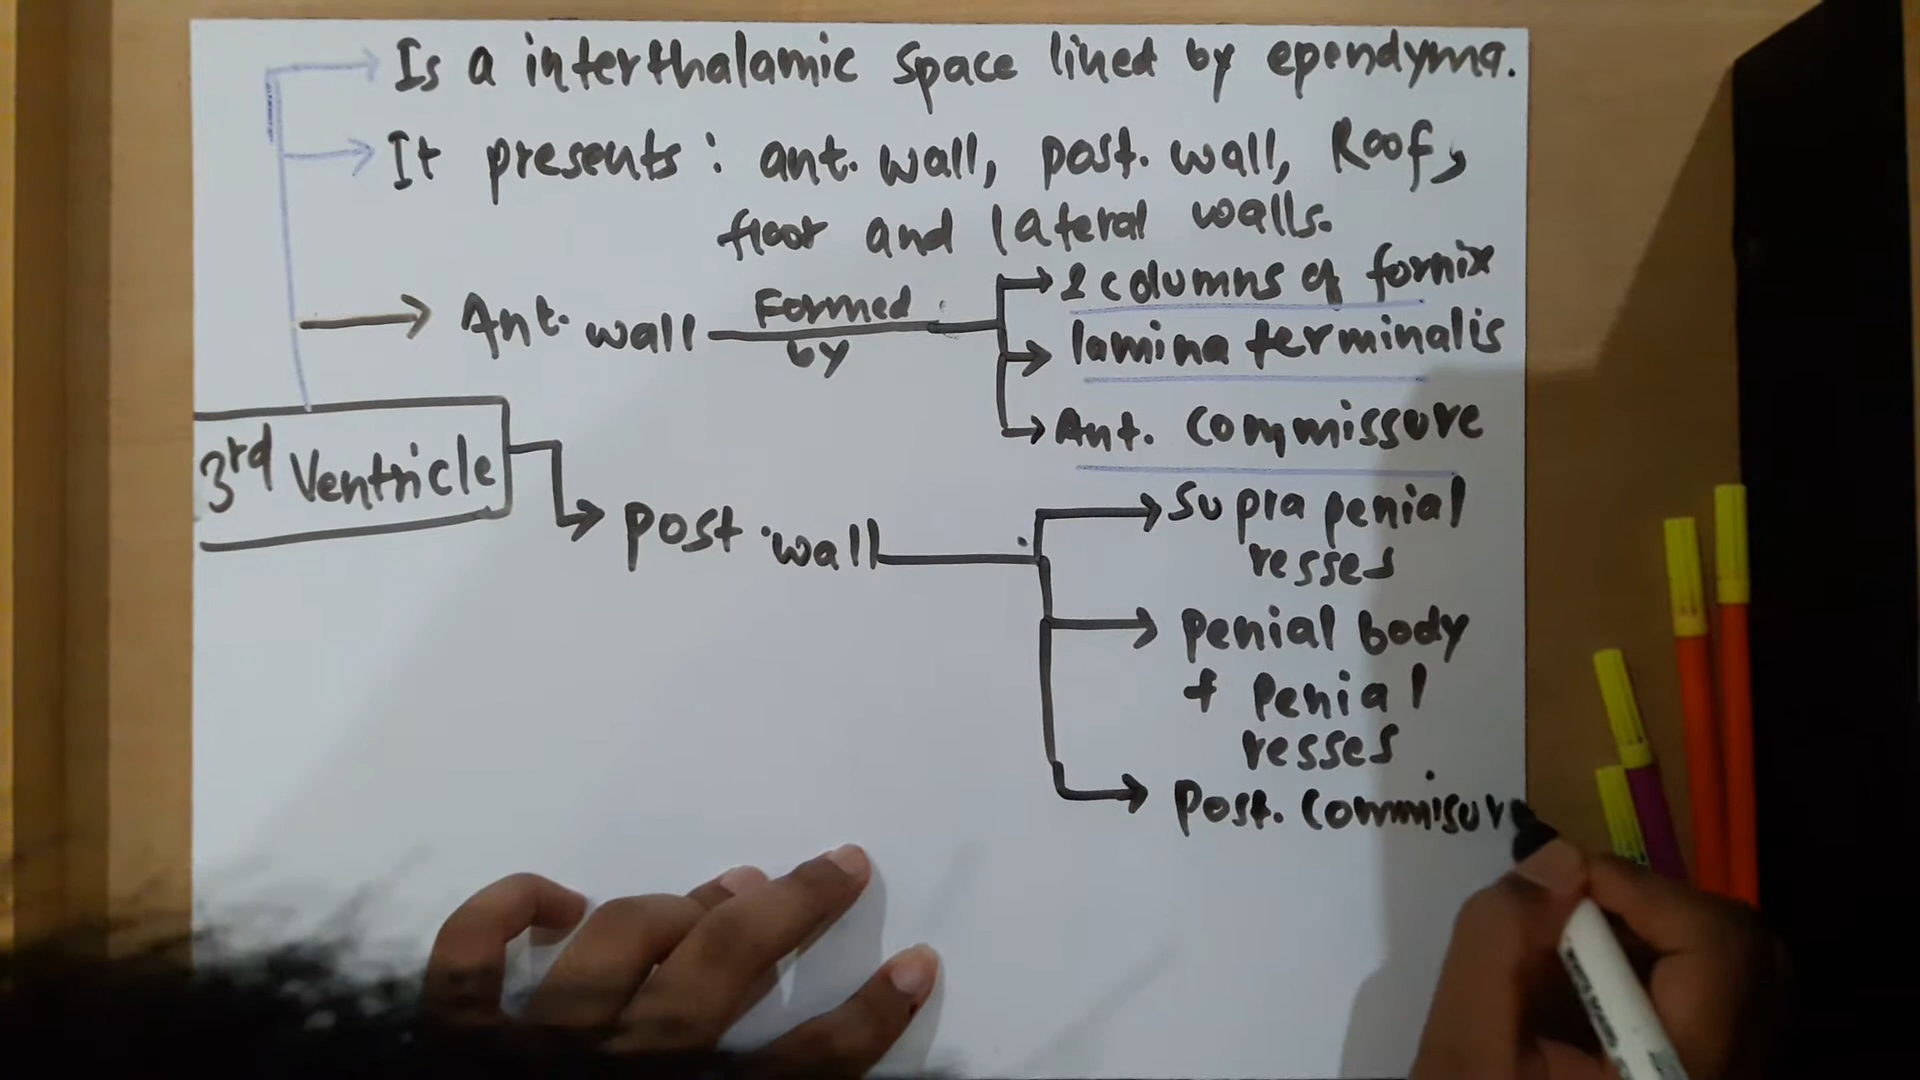 Is a interthalamic space lined by ependyma.
It presents: ant. wall, post. wall, Roof,
floor and lateral walls.
Ant. wall Formed by
2 columns of fornix
lamina terminalis
Ant. Commissure
3rd Ventricle
post. wall
Supra penial
resses
penial body
+ Penial
resses
Post. Commisure